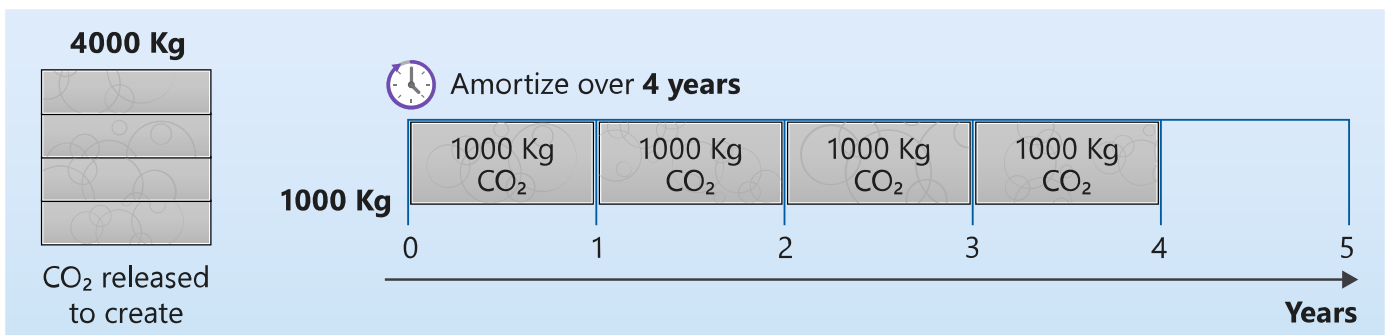 4000 Kg
CO₂ released
to create
Amortize over 4 years
1000 Kg
1000 Kg
CO₂
1000 Kg
CO₂
1000 Kg
CO₂
1000 Kg
CO₂
0 1 2 3 4 5
Years